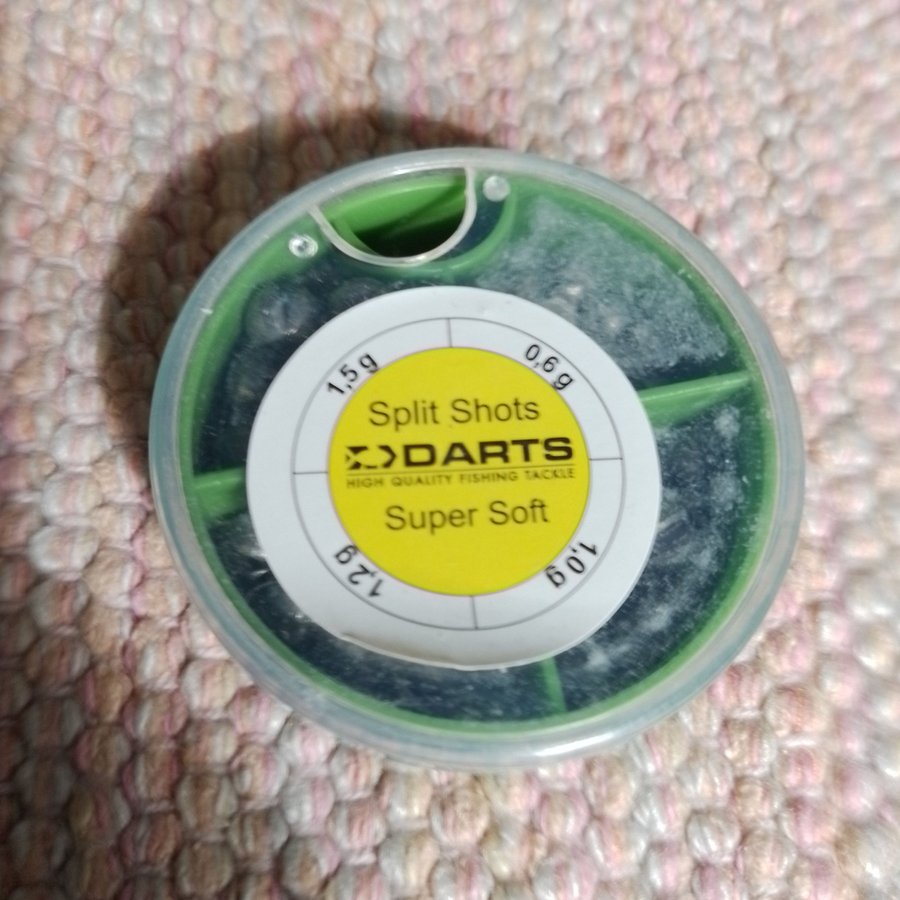 1,5g
0,6g
Split Shots
DARTS
HIGH QUALITY FISHING TACKLE
Super Soft
1,2g
1,0g